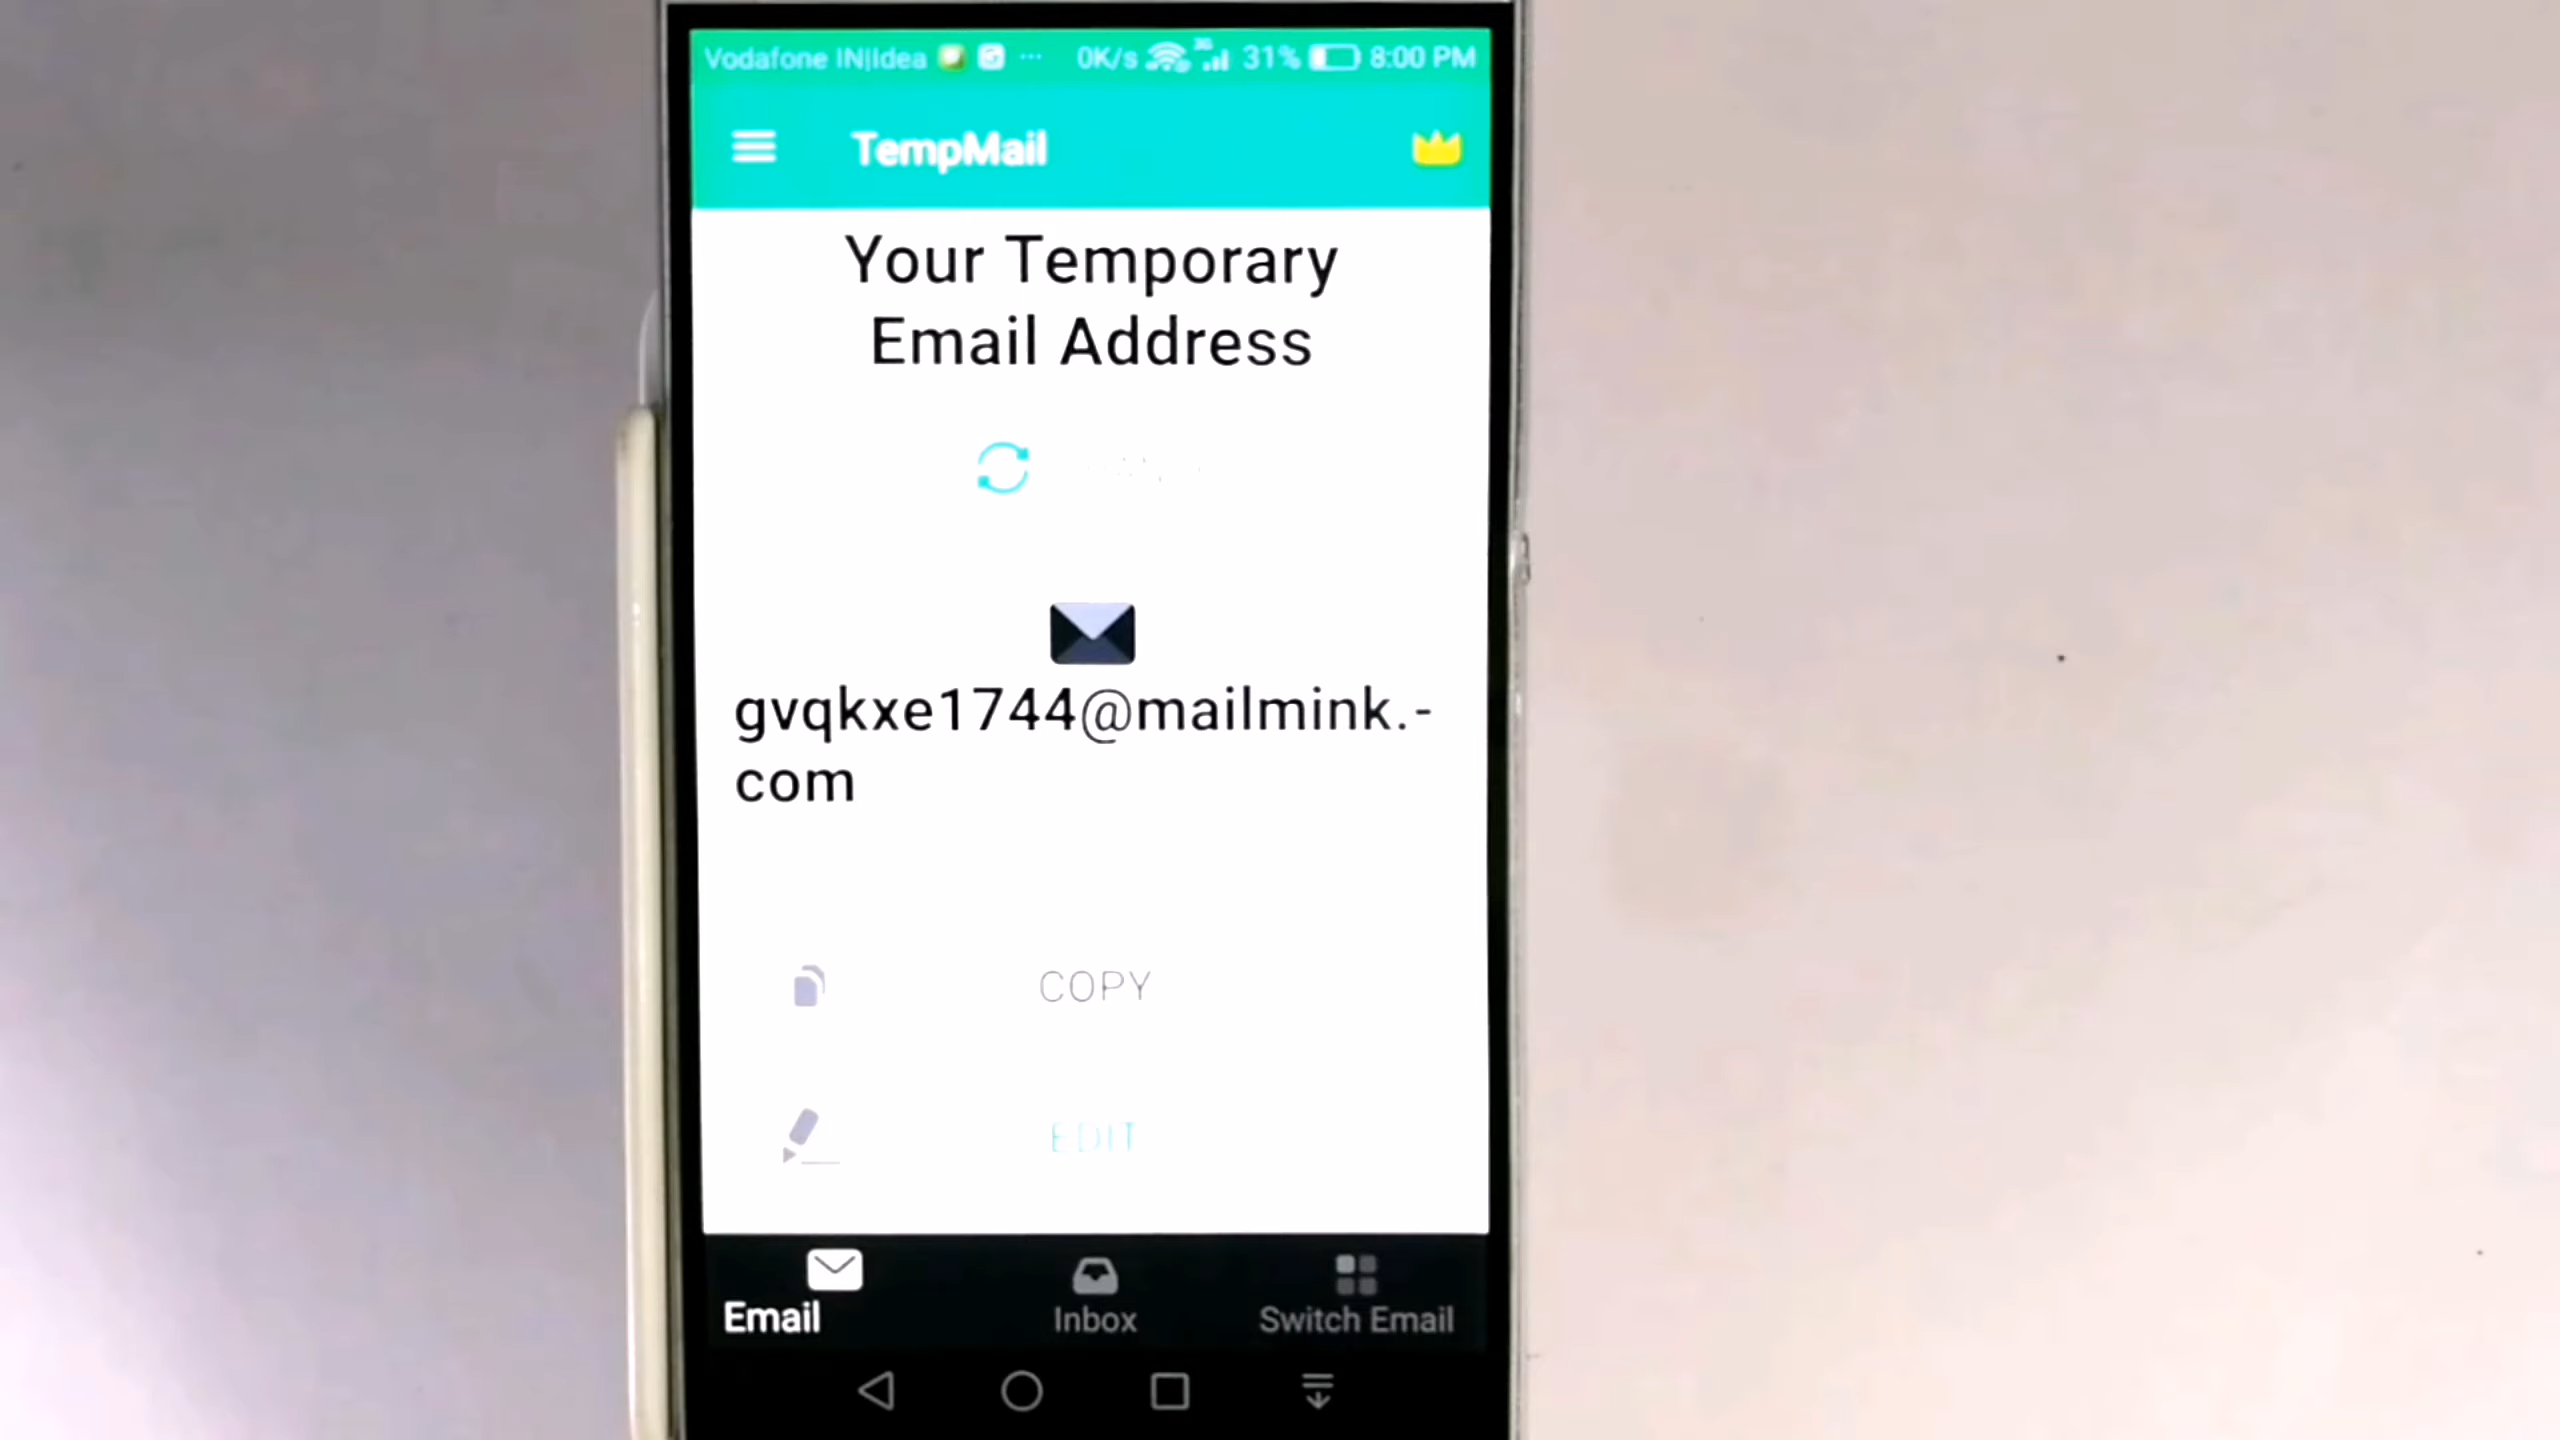 Vodafone IN|Idea ... 0K/s 3G 31% 8:00 PM
TempMail
Your Temporary
Email Address
gvqkxe1744@mailmink.-
com
COPY
EDIT
Email
Inbox
Switch Email